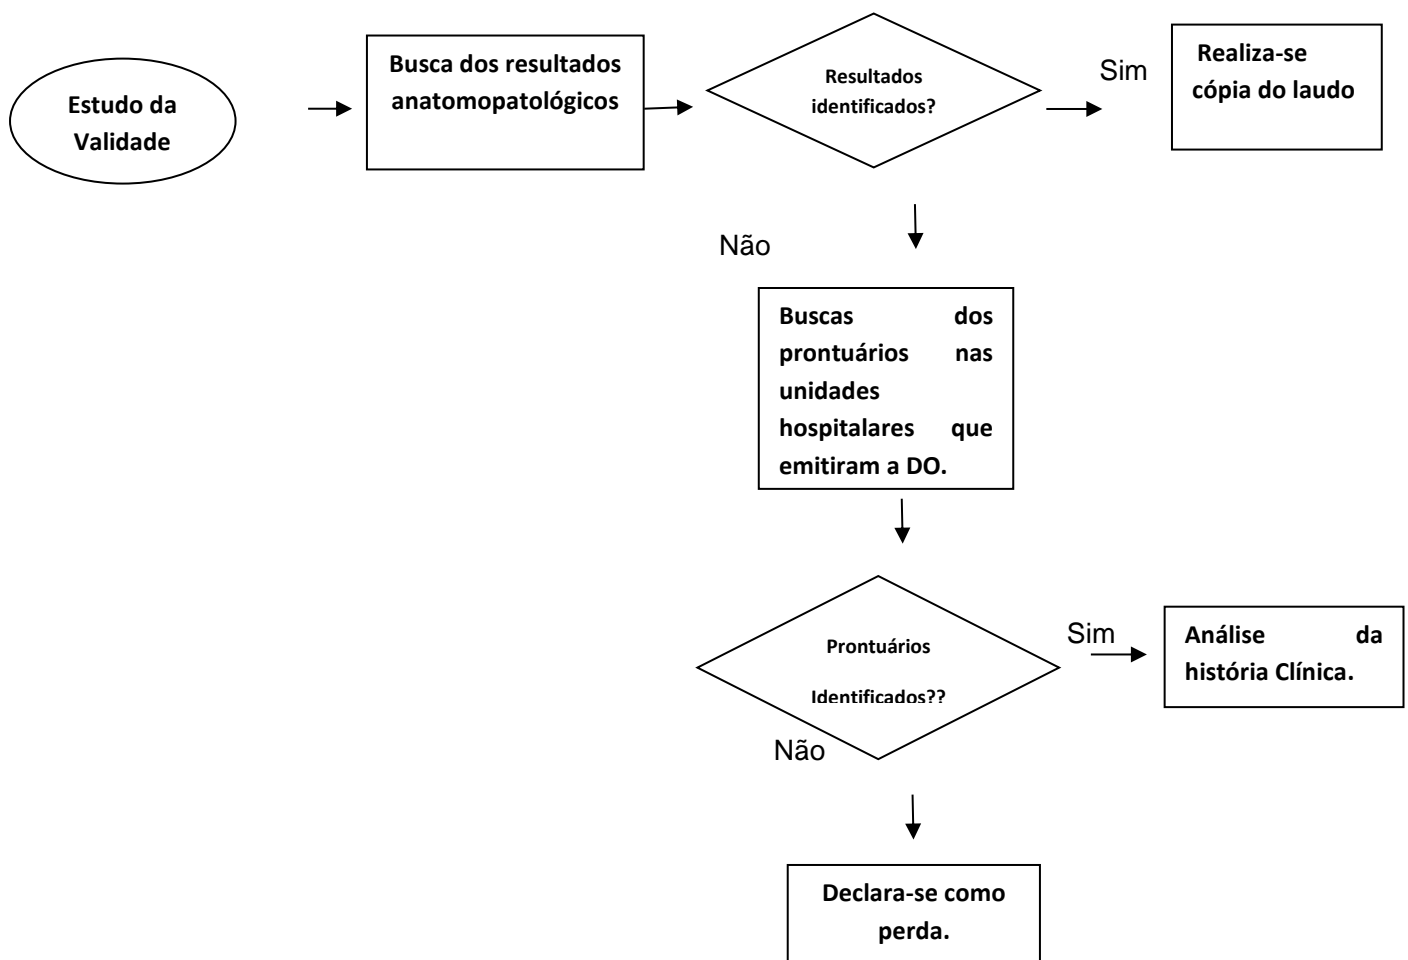 Estudo da
Validade
Busca dos resultados
anatomopatológicos
Resultados
identificados?
Sim
Realiza-se
cópia do laudo
Não
Buscas dos
prontuários nas
unidades
hospitalares que
emitiram a DO.
Prontuários
Identificados??
Sim
Análise da
história Clínica.
Não
Declara-se como
perda.